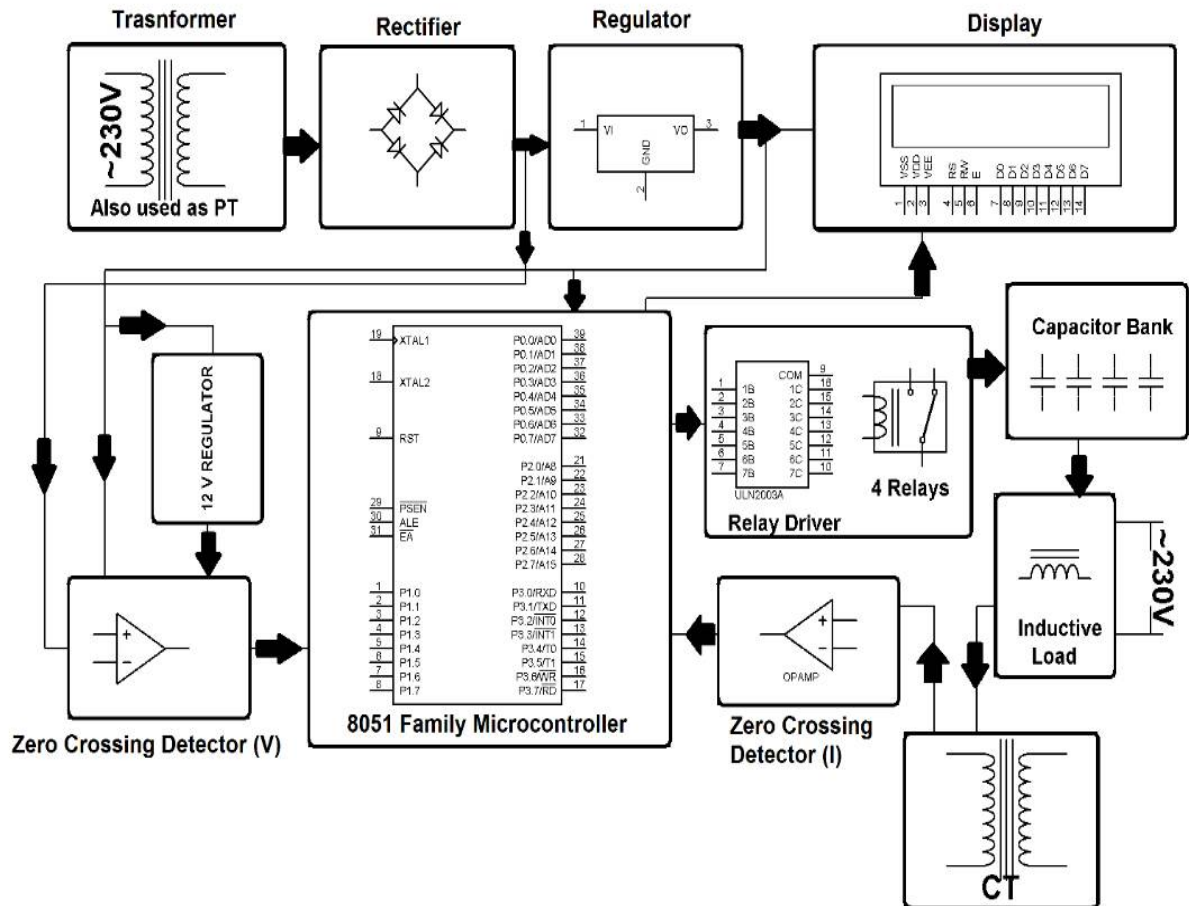 Trasnformer
Rectifier
Regulator
Display
~230V
Also used as PT
1
VI
VO
3
GND
2
VSS
VDD
VEE
RS
RW
E
D0
D1
D2
D3
D4
D5
D6
D7
1
2
3
4
5
6
7
8
9
10
11
12
13
14
12 V REGULATOR
19
XTAL1
18
XTAL2
9
RST
29
PSEN
30
ALE
31
EA
1
P1.0
2
P1.1
3
P1.2
4
P1.3
5
P1.4
6
P1.5
7
P1.6
8
P1.7
P0.0/AD0
39
P0.1/AD1
38
P0.2/AD2
37
P0.3/AD3
36
P0.4/AD4
35
P0.5/AD5
34
P0.6/AD6
33
P0.7/AD7
32
P2.0/A8
21
P2.1/A9
22
P2.2/A10
23
P2.3/A11
24
P2.4/A12
25
P2.5/A13
26
P2.6/A14
27
P2.7/A15
28
P3.0/RXD
10
P3.1/TXD
11
P3.2/INT0
12
P3.3/INT1
13
P3.4/T0
14
P3.5/T1
15
P3.6/WR
16
P3.7/RD
17
8051 Family Microcontroller
COM
9
1
1B
1C
16
2
2B
2C
15
3
3B
3C
14
4
4B
4C
13
5
5B
5C
12
6
6B
6C
11
7
7B
7C
10
ULN2003A
4 Relays
Relay Driver
Capacitor Bank
Inductive
Load
~230V
+
−
Zero Crossing Detector (V)
+
−
OPAMP
Zero Crossing
Detector (I)
CT